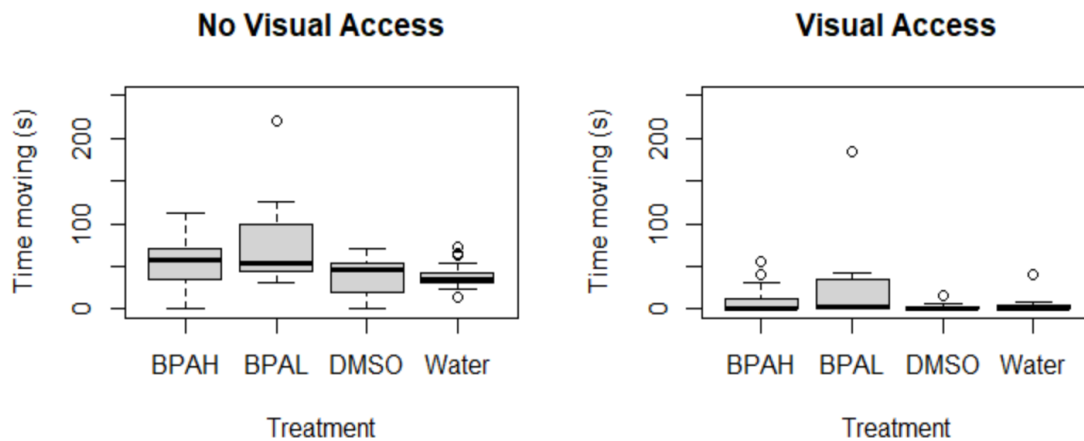 No Visual Access
Time moving (s)
200
100
0
BPAH BPAL DMSO Water
Treatment
Visual Access
Time moving (s)
200
100
0
BPAH BPAL DMSO Water
Treatment